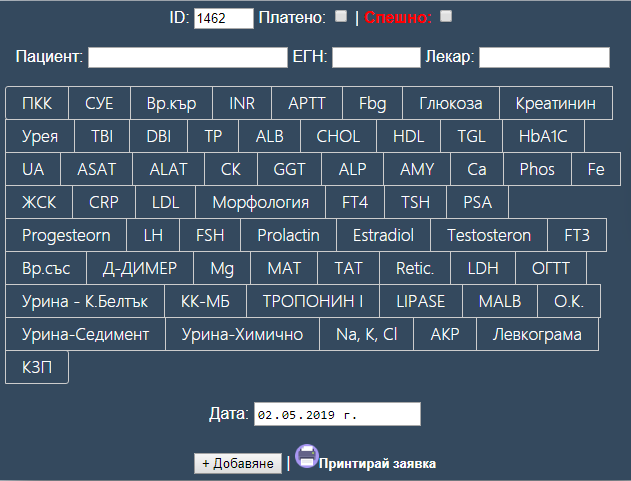 ID: 1462 Платено: | Спешно:
Пациент: ЕГН: Лекар:
ПКК СУЕ Вр.кър INR APTT Fbg Глюкоза Креатинин
Урея TBI DBI TP ALB CHOL HDL TGL HbA1C
UA ASAT ALAT CK GGT ALP AMY Ca Phos Fe
ЖСК CRP LDL Морфология FT4 TSH PSA
Progesteorn LH FSH Prolactin Estradiol Testosteron FT3
Вр.със Д-ДИМЕР Mg MAT TAT Retic. LDH ОГТТ
Урина - К.Белтък КК-МБ ТРОПОНИН I LIPASE MALB О.К.
Урина-Седимент Урина-Химично Na, K, Cl АКР Левкограма
КЗП
Дата: 02.05.2019 г.
+ Добавяне | Принтирай заявка